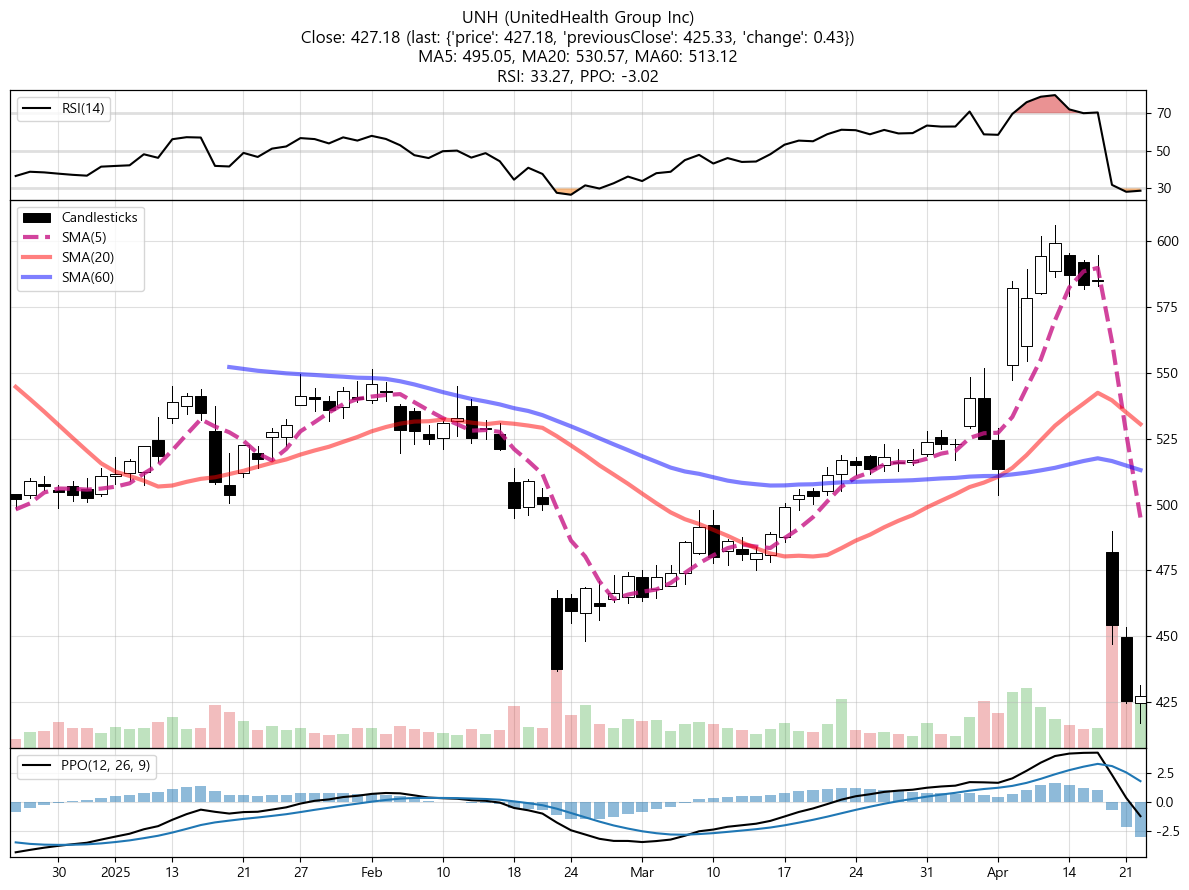 UNH (UnitedHealth Group Inc)
Close: 427.18 (last: {'price': 427.18, 'previousClose': 425.33, 'change': 0.43})
MA5: 495.05, MA20: 530.57, MA60: 513.12
RSI: 33.27, PPO: -3.02
RSI(14)
70
50
30
Candlesticks
SMA(5)
SMA(20)
SMA(60)
600
575
550
525
500
475
450
425
PPO(12, 26, 9)
2.5
0.0
−2.5
30 2025 13 21 27 Feb 10 18 24 Mar 10 17 24 31 Apr 14 21